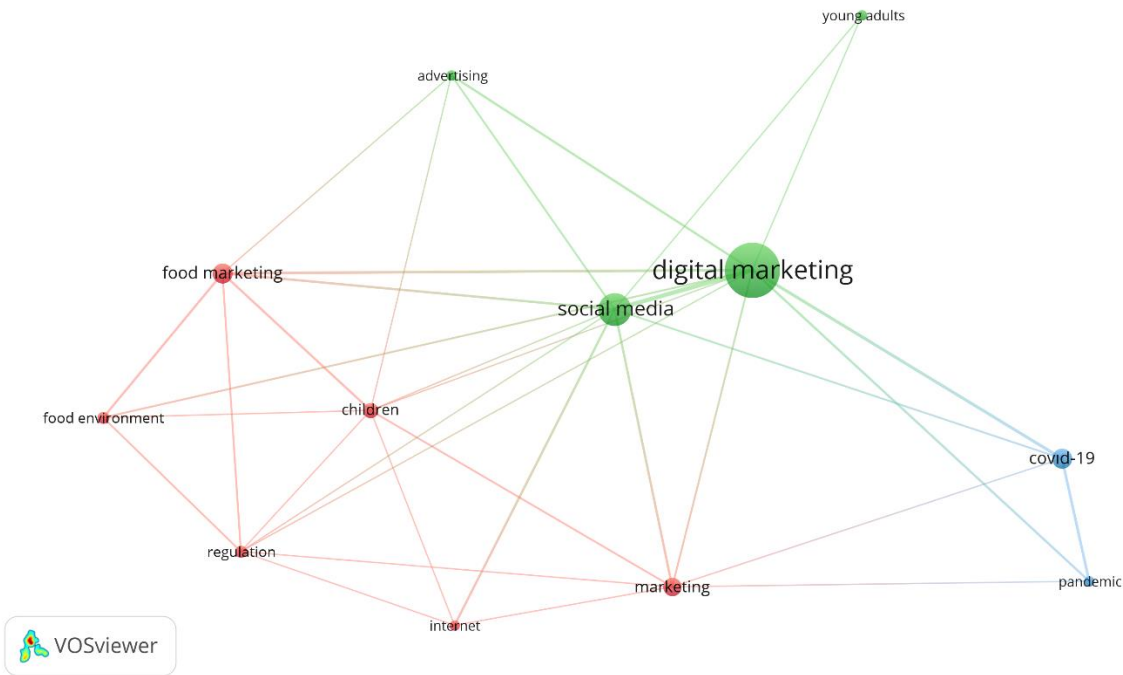 young adults
advertising
digital marketing
food marketing
social media
children
food environment
covid-19
regulation
pandemic
marketing
internet
VOSviewer